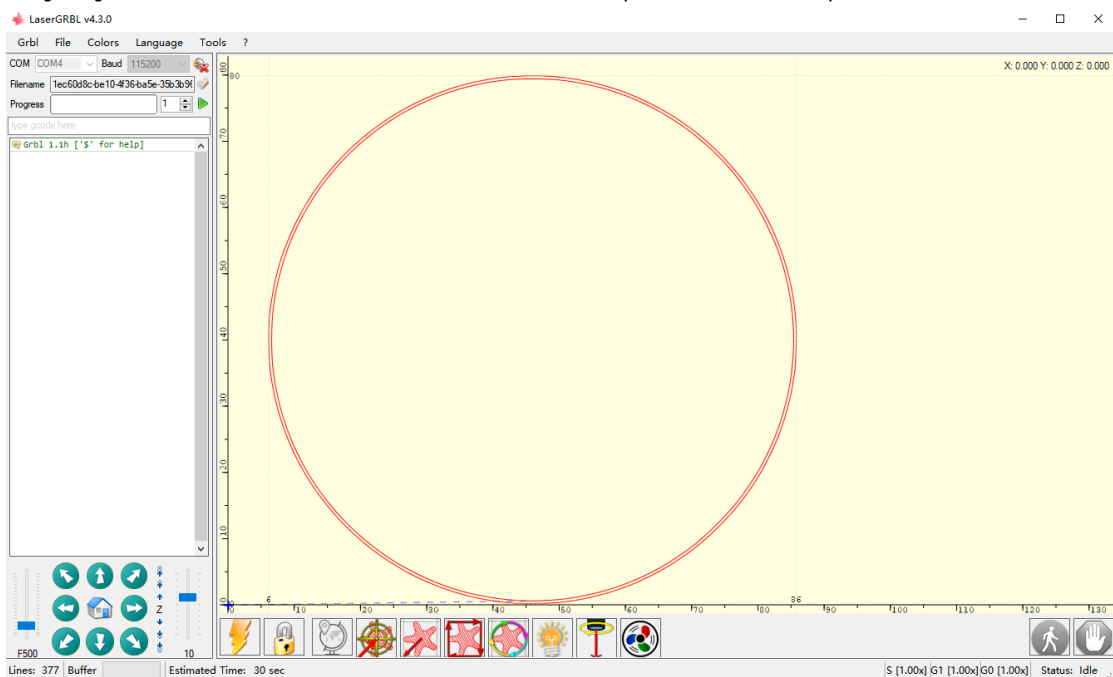 LaserGRBL v4.3.0
Grbl File Colors Language Tools ?
COM COM4 Baud 115200
Filename 1ec60d8c-be10-4f36-ba5e-35b3b9f
Progress 1
type gcode here
Grbl 1.1h ['$' for help]
X: 0.000 Y: 0.000 Z: 0.000
80 80
70
60
50
40
30
20
10
0
6 86
0 10 20 30 40 50 60 70 80 90 100 110 120 130
Z
F500 10
Lines: 377 Buffer Estimated Time: 30 sec S [1.00x] G1 [1.00x] G0 [1.00x] Status: Idle